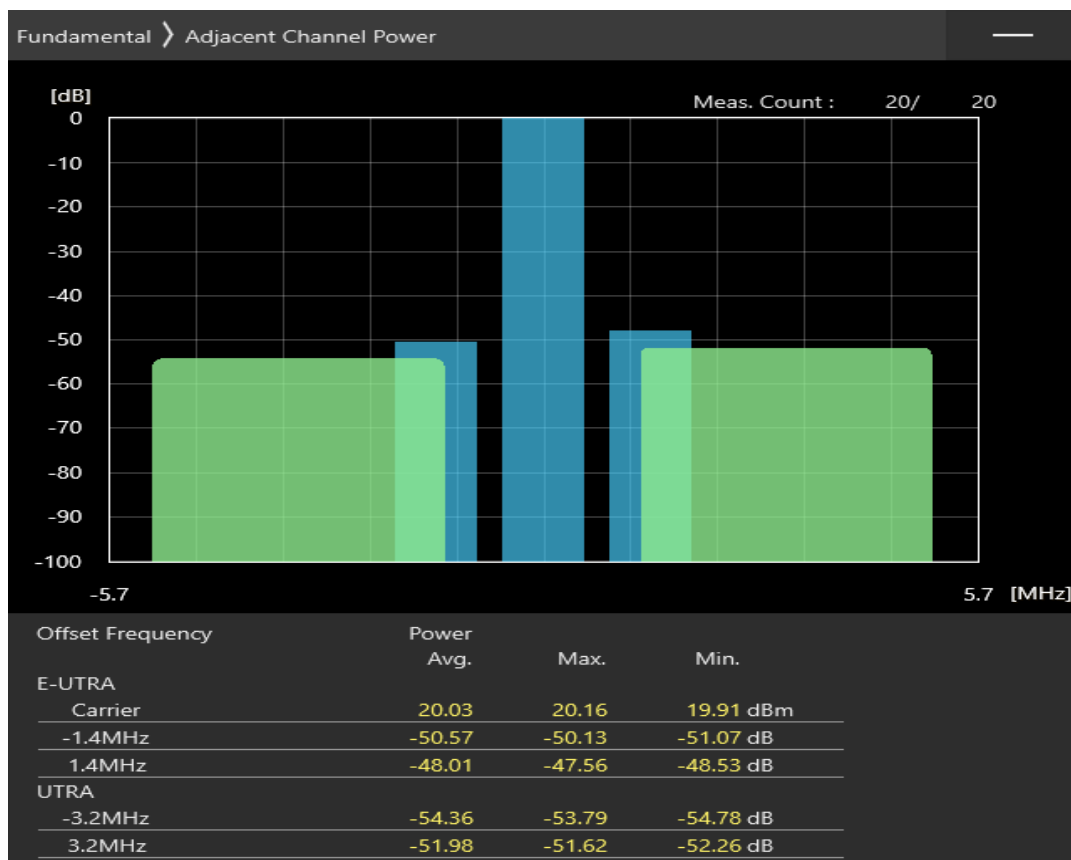 Fundamental 〉 Adjacent Channel Power
[dB]
Meas. Count : 20/ 20
0
-10
-20
-30
-40
-50
-60
-70
-80
-90
-100
-5.7 5.7 [MHz]
Offset Frequency Power
Avg. Max. Min.
E-UTRA
Carrier 20.03 20.16 19.91 dBm
-1.4MHz -50.57 -50.13 -51.07 dB
1.4MHz -48.01 -47.56 -48.53 dB
UTRA
-3.2MHz -54.36 -53.79 -54.78 dB
3.2MHz -51.98 -51.62 -52.26 dB